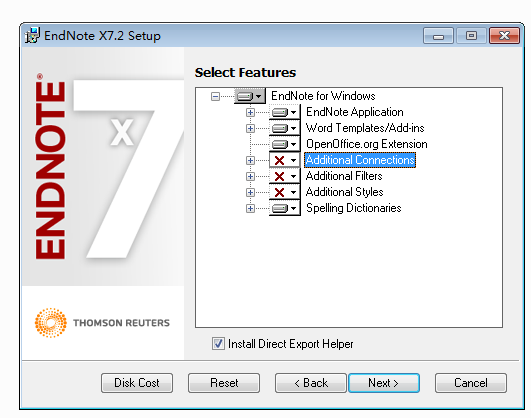 EndNote X7.2 Setup
ENDNOTE®
X7
THOMSON REUTERS
Select Features
EndNote for Windows
EndNote Application
Word Templates/Add-ins
OpenOffice.org Extension
Additional Connections
Additional Filters
Additional Styles
Spelling Dictionaries
Install Direct Export Helper
Disk Cost
Reset
< Back
Next >
Cancel